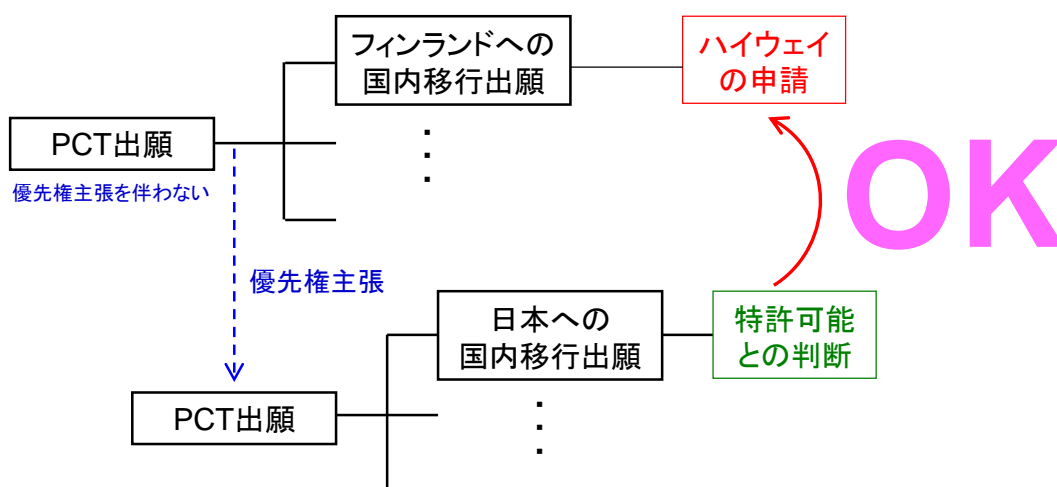 フィンランドへの
国内移行出願
ハイウェイ
の申請
PCT出願
優先権主張を伴わない
OK
優先権主張
日本への
国内移行出願
特許可能
との判断
PCT出願